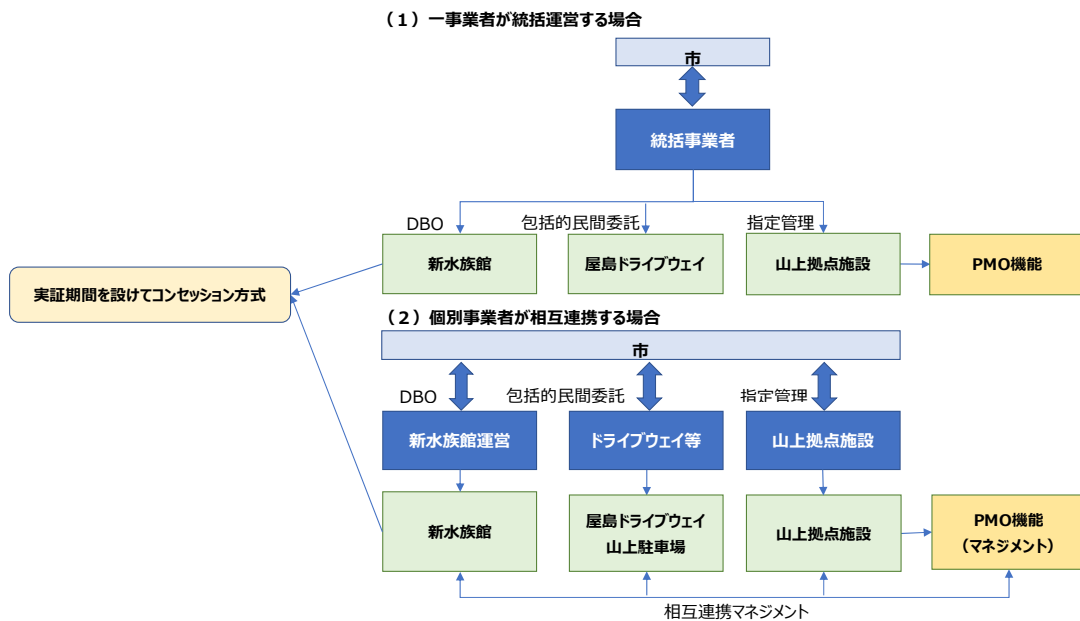 （１）一事業者が統括運営する場合
市
統括事業者
DBO
包括的民間委託
指定管理
新水族館
屋島ドライブウェイ
山上拠点施設
PMO機能
実証期間を設けてコンセッション方式
（２）個別事業者が相互連携する場合
市
DBO
包括的民間委託
指定管理
新水族館運営
ドライブウェイ等
山上拠点施設
新水族館
屋島ドライブウェイ
山上駐車場
山上拠点施設
PMO機能
（マネジメント）
相互連携マネジメント